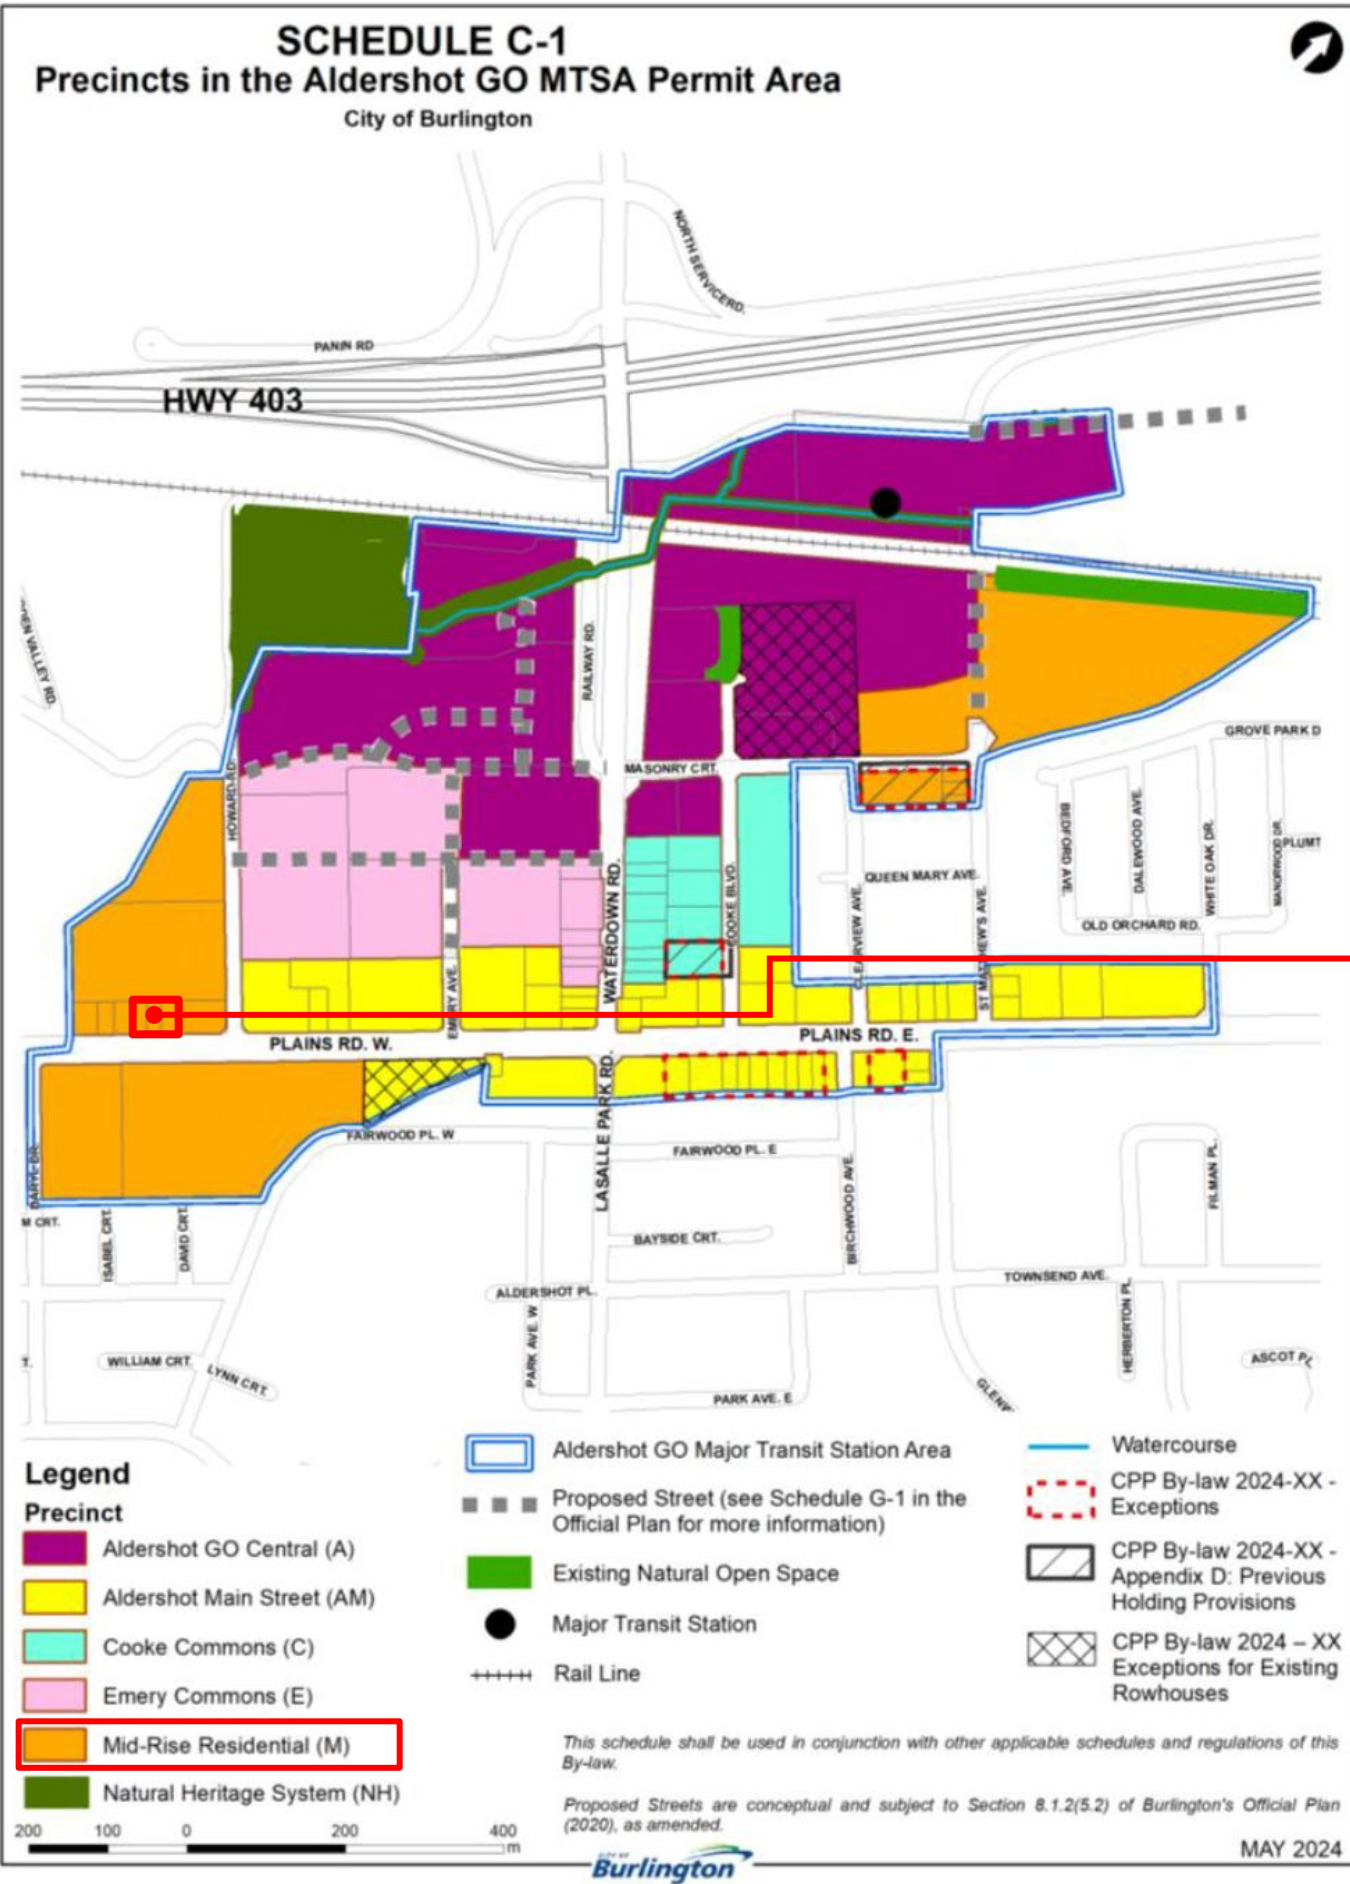 SCHEDULE C-1
Precincts in the Aldershot GO MTSA Permit Area
City of Burlington
NORTH SERVICE RD.
PANIN RD
HWY 403
RAILWAY RD.
GROVE PARK D
MASONRY CRT.
HOWARD RD.
BEDFORD AVE.
DALEWOOD AVE.
WHITE OAK DR.
MANORWOOD DR.
PLUMT
WATERDOWN RD.
COOKE BLVD.
QUEEN MARY AVE.
CLEARVIEW AVE.
ST MATTHEW'S AVE.
OLD ORCHARD RD.
EMERY AVE.
PLAINS RD. W.
PLAINS RD. E.
LASALLE PARK RD.
FAIRWOOD PL. W
FAIRWOOD PL. E
DARYL DR.
M CRT.
ISABEL CRT.
DAVID CRT.
BAYSIDE CRT.
BIRCHWOOD AVE.
FILMAN PL.
TOWNSEND AVE.
ALDERSHOT PL.
PARK AVE. W
HERBERTON PL.
T.
WILLIAM CRT.
LYNN CRT.
ASCOT PL
PARK AVE. E
Legend
Precinct
Aldershot GO Central (A)
Aldershot Main Street (AM)
Cooke Commons (C)
Emery Commons (E)
Mid-Rise Residential (M)
Natural Heritage System (NH)
200 100 0 200 400
m
Aldershot GO Major Transit Station Area
Proposed Street (see Schedule G-1 in the
Official Plan for more information)
Existing Natural Open Space
Major Transit Station
Rail Line
Watercourse
CPP By-law 2024-XX -
Exceptions
CPP By-law 2024-XX -
Appendix D: Previous
Holding Provisions
CPP By-law 2024 – XX
Exceptions for Existing
Rowhouses
This schedule shall be used in conjunction with other applicable schedules and regulations of this
By-law.
Proposed Streets are conceptual and subject to Section 8.1.2(5.2) of Burlington's Official Plan
(2020), as amended.
MAY 2024
Burlington